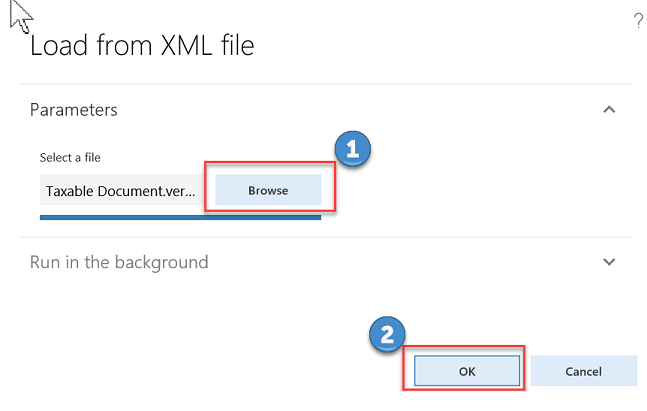 ?
Load from XML file
Parameters
1
Select a file
Taxable Document.ver...
Browse
Run in the background
2
OK
Cancel